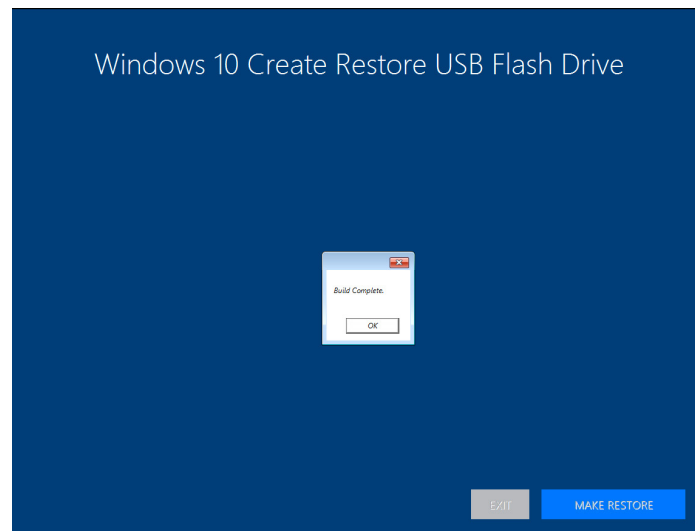 Windows 10 Create Restore USB Flash Drive
Build Complete.
OK
EXIT
MAKE RESTORE